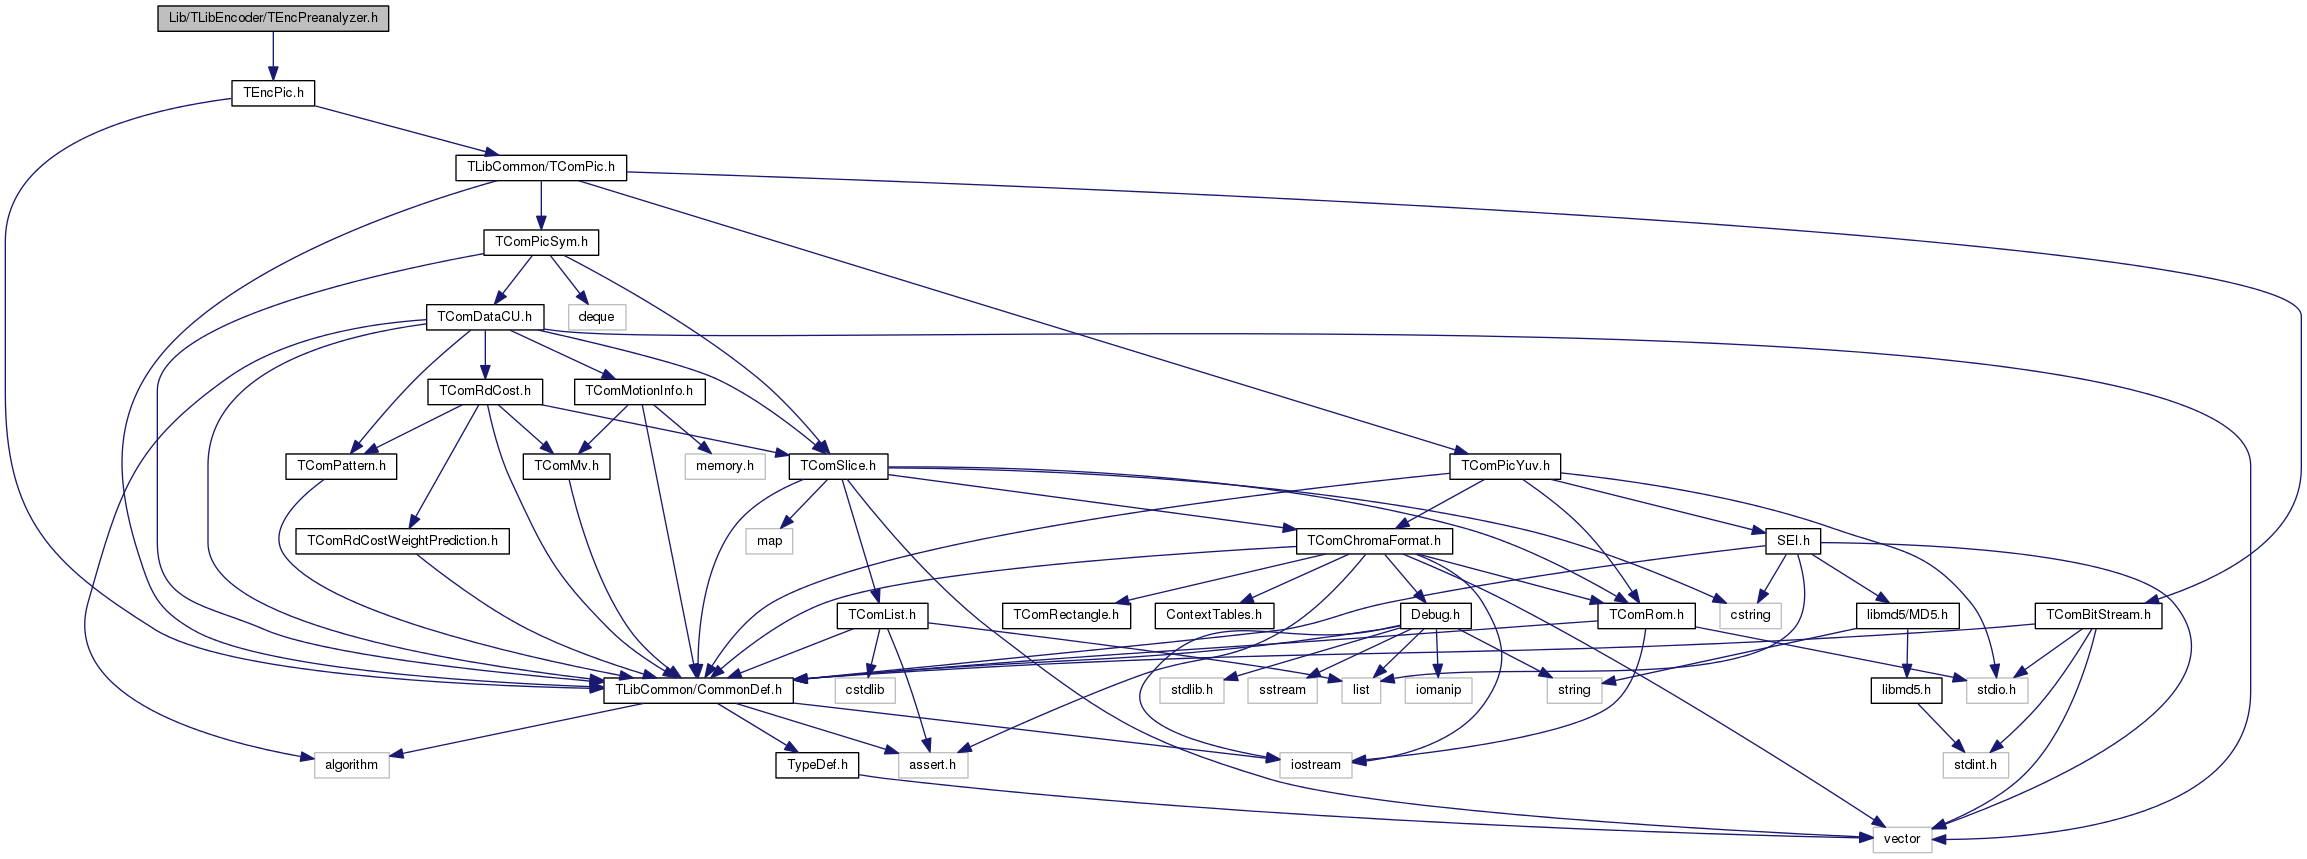 Lib/TLibEncoder/TEncPreanalyzer.h
TEncPic.h
TLibCommon/TComPic.h
TComPicSym.h
TComDataCU.h
deque
TComRdCost.h
TComMotionInfo.h
TComPattern.h
TComMv.h
memory.h
TComSlice.h
TComPicYuv.h
TComRdCostWeightPrediction.h
map
TComChromaFormat.h
SEI.h
TComList.h
TComRectangle.h
ContextTables.h
Debug.h
TComRom.h
cstring
libmd5/MD5.h
TComBitStream.h
TLibCommon/CommonDef.h
cstdlib
stdlib.h
sstream
list
iomanip
string
libmd5.h
stdio.h
algorithm
TypeDef.h
assert.h
iostream
stdint.h
vector